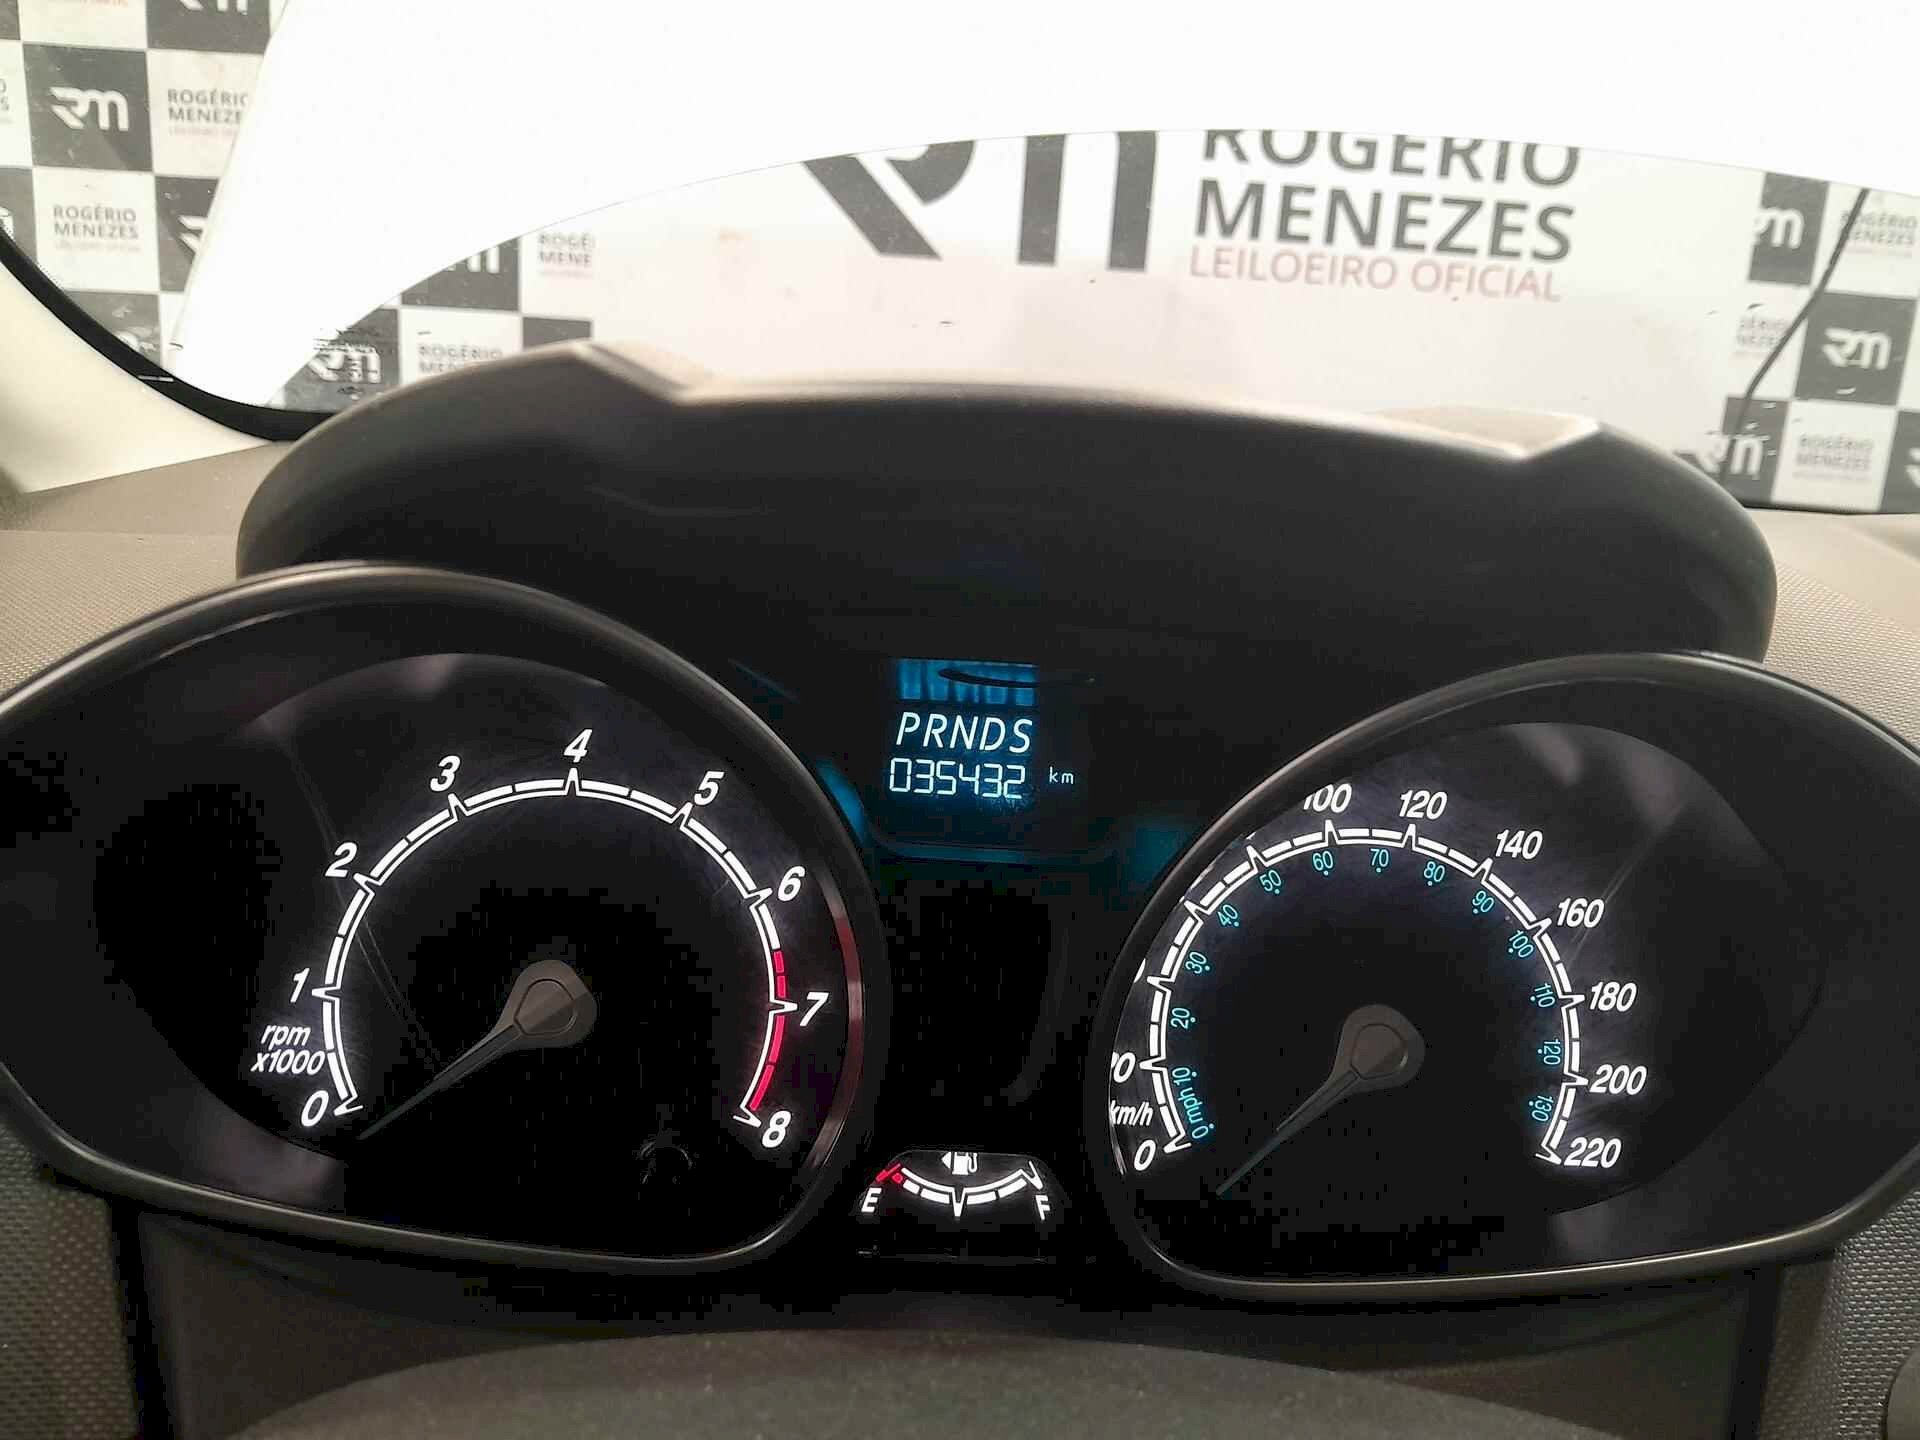 RM
ROGÉRIO
MENEZES
ROGÉRIO
MENEZES
LEILOEIRO OFICIAL
RM
ROGÉRIO
MENEZES
RM
ROGÉRIO
MENEZES
PRNDS
035432 km
0
1
2
3
4
5
6
7
8
rpm
x1000
E
F
0
100
120
140
160
180
200
220
km/h
0 mph 10
20
30
40
50
60
70
80
90
100
110
120
130